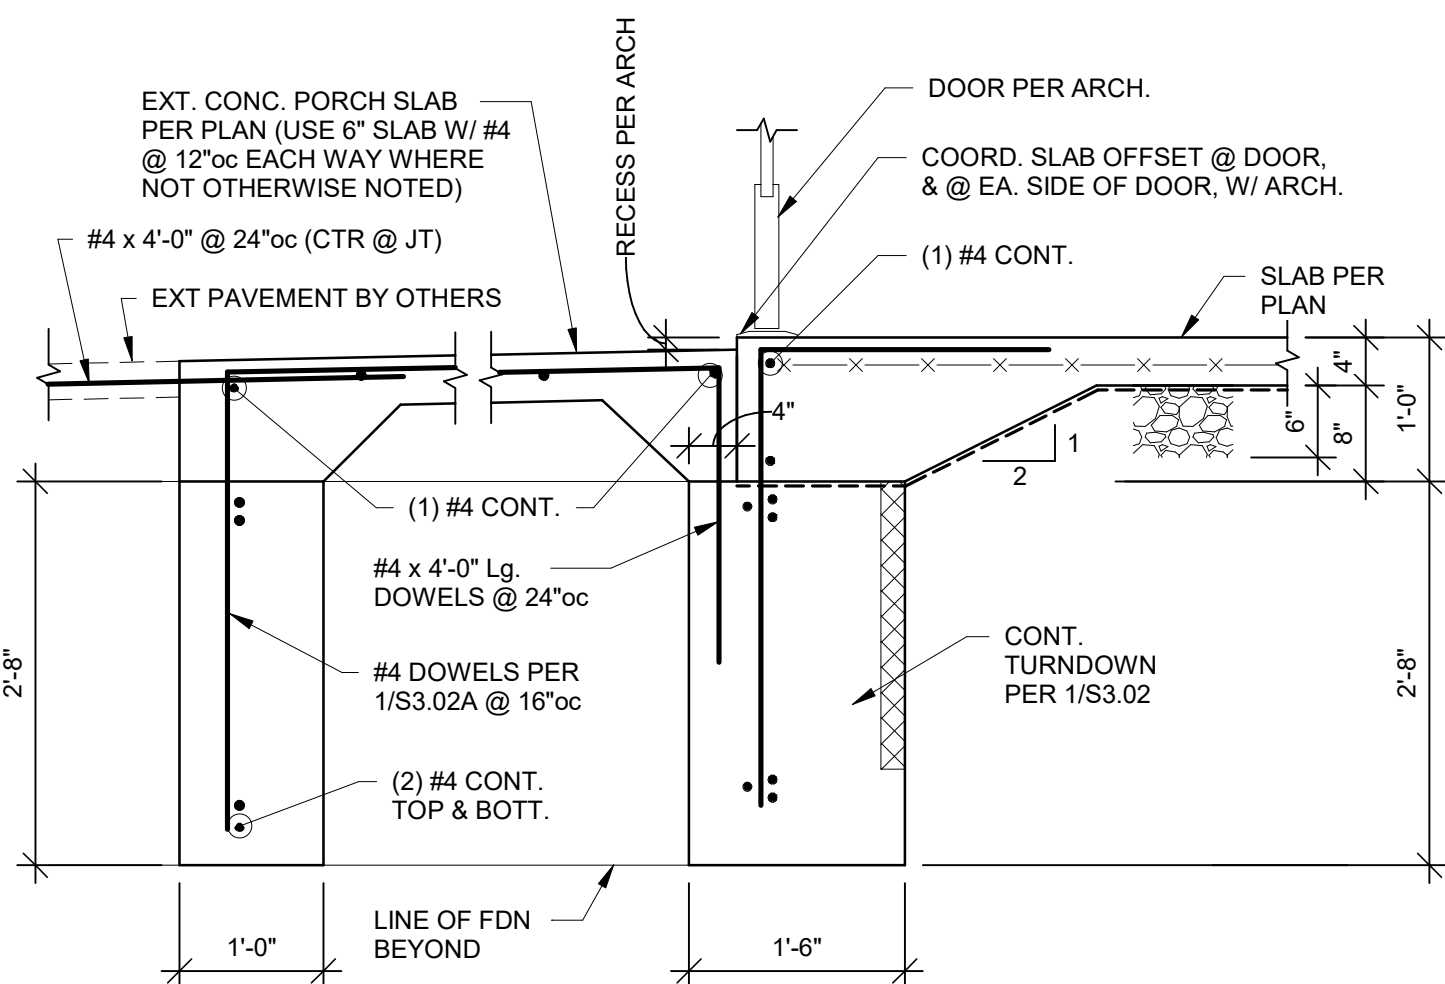 RECESS PER ARCH
EXT. CONC. PORCH SLAB
PER PLAN (USE 6" SLAB W/ #4
@ 12"oc EACH WAY WHERE
NOT OTHERWISE NOTED)
DOOR PER ARCH.
COORD. SLAB OFFSET @ DOOR,
& @ EA. SIDE OF DOOR, W/ ARCH.
#4 x 4'-0" @ 24"oc (CTR @ JT)
(1) #4 CONT.
EXT PAVEMENT BY OTHERS
SLAB PER
PLAN
4"
1'-0"
6"
8"
4"
1
2
(1) #4 CONT.
#4 x 4'-0" Lg.
DOWELS @ 24"oc
CONT.
TURNDOWN
PER 1/S3.02
2'-8"
2'-8"
#4 DOWELS PER
1/S3.02A @ 16"oc
(2) #4 CONT.
TOP & BOTT.
LINE OF FDN
BEYOND
1'-0"
1'-6"